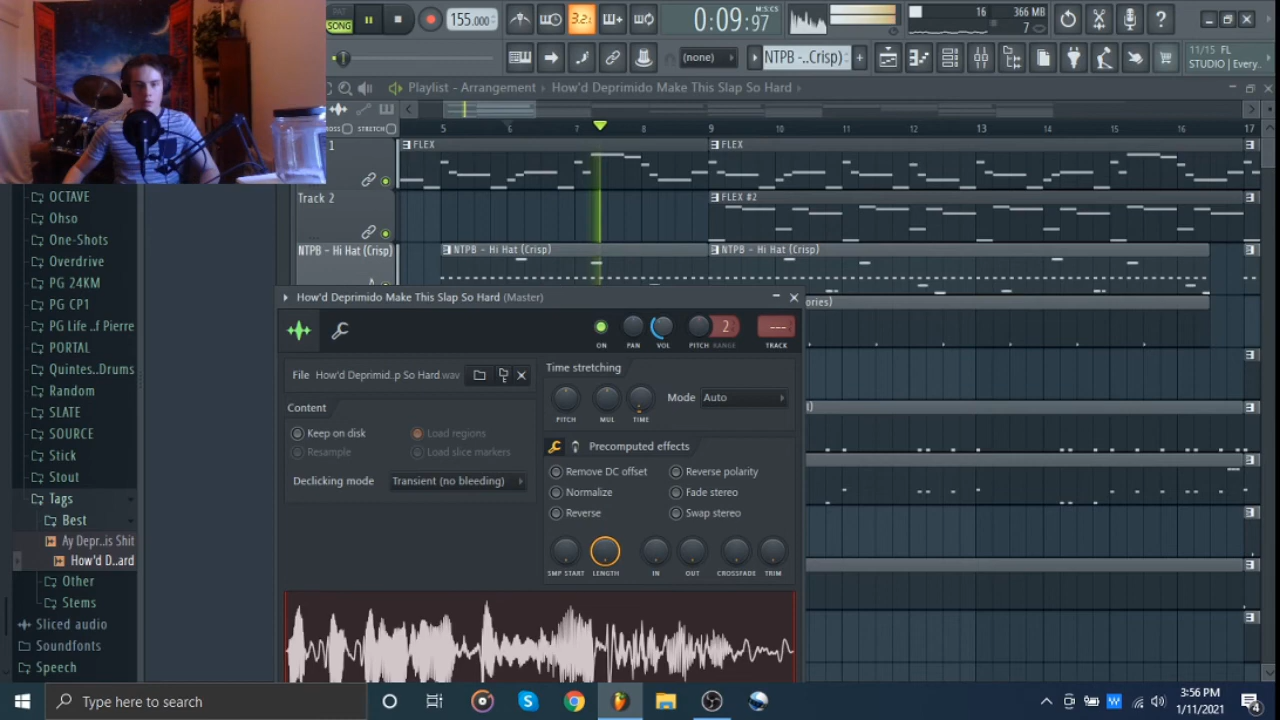 PAT
SONG
155.000
3.2
0:09:97
M:S:CS
16
366 MB
7
(none)
NTPB -..Crisp)
11/15 FL
STUDIO | Every..
Playlist - Arrangement › How'd Deprimido Make This Slap So Hard ›
STRETCH
5 6 7 8 9 10 11 12 13 14 15 16 17
1
FLEX
FLEX
Track 2
FLEX #2
NTPB - Hi Hat (Crisp)
NTPB - Hi Hat (Crisp)
NTPB - Hi Hat (Crisp)
OCTAVE
Ohso
One-Shots
Overdrive
PG 24KM
PG CP1
PG Life ..f Pierre
PORTAL
Quintes..Drums
Random
SLATE
SOURCE
Stick
Stout
Tags
Best
Ay Depr..is Shit
How'd D..ard
Other
Stems
Sliced audio
Soundfonts
Speech
How'd Deprimido Make This Slap So Hard (Master)
ories)
ON PAN VOL PITCH RANGE TRACK
2
---
File How'd Deprimid..p So Hard.wav
Content
Keep on disk
Load regions
Resample
Load slice markers
Declicking mode Transient (no bleeding)
Time stretching
PITCH MUL TIME
Mode Auto
Precomputed effects
Remove DC offset
Reverse polarity
Normalize
Fade stereo
Reverse
Swap stereo
SMP START LENGTH IN OUT CROSSFADE TRIM
Type here to search
3:56 PM
1/11/2021
4